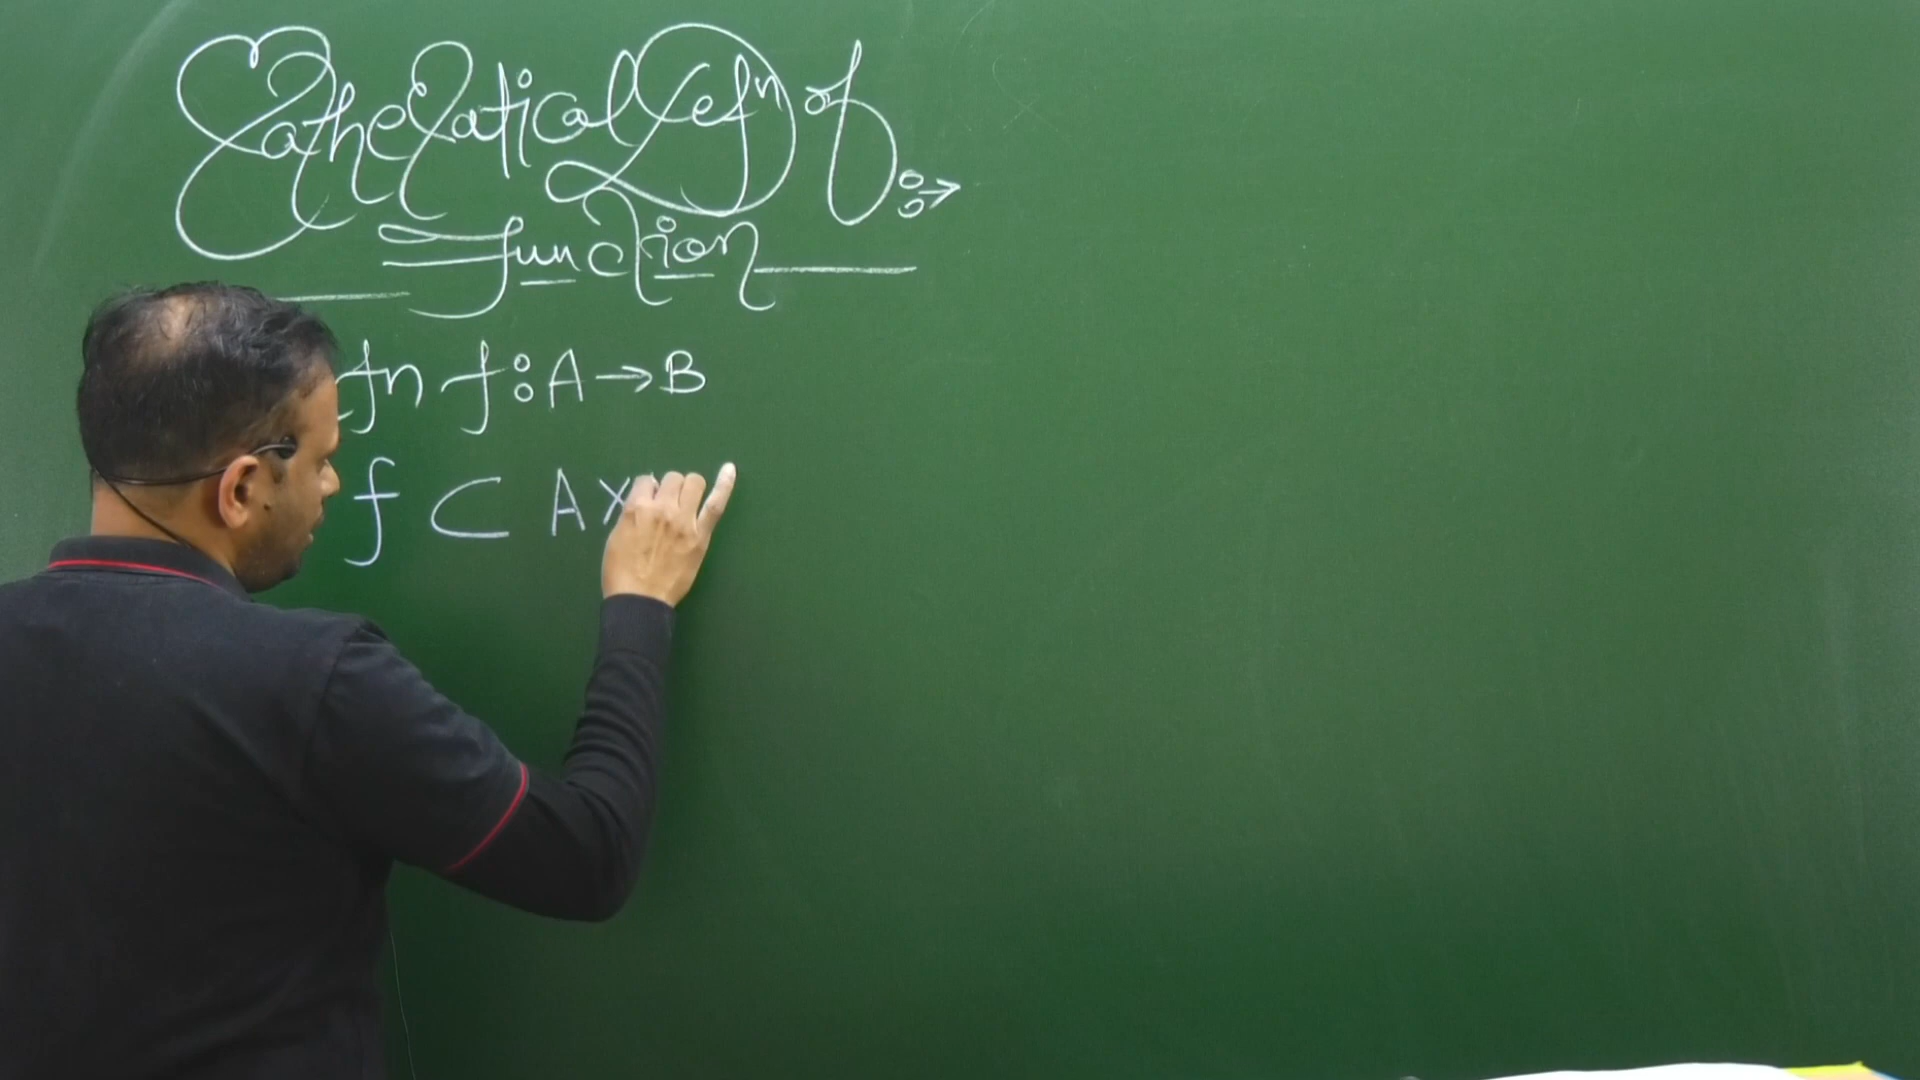 Mathematical Defn of :→
function
fn f : A → B
f ⊂ A ×